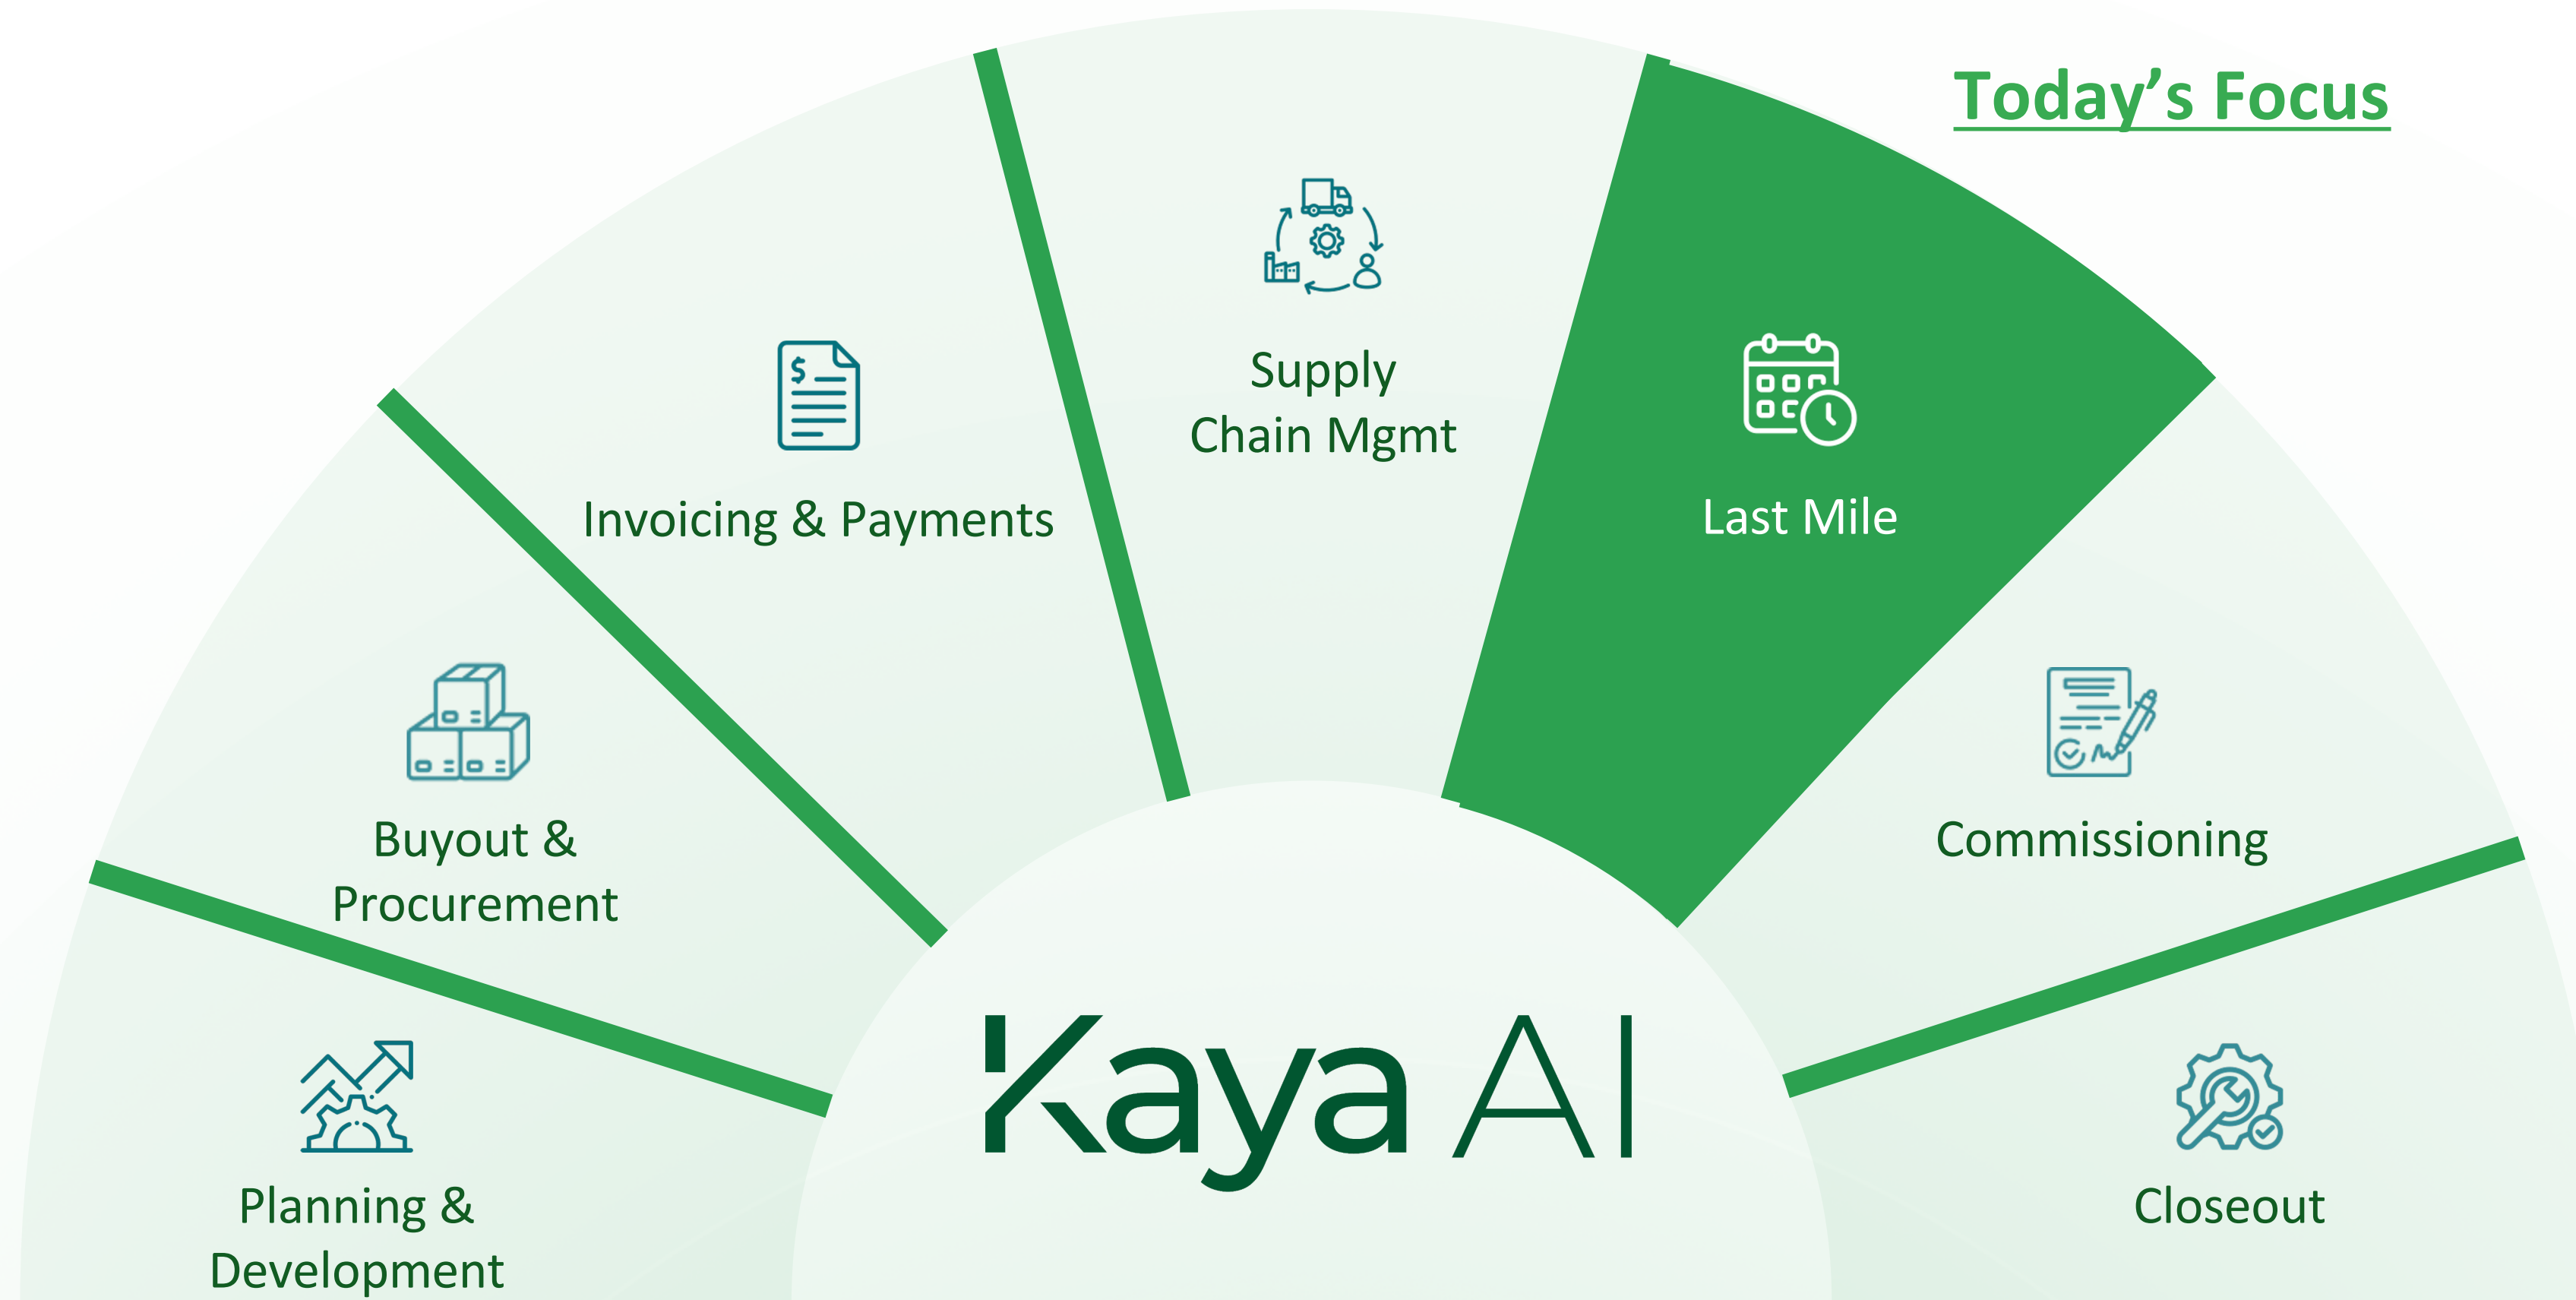 Today’s Focus
Supply
Chain Mgmt
Invoicing & Payments
Last Mile
Buyout &
Procurement
Commissioning
Kaya AI
Planning &
Development
Closeout